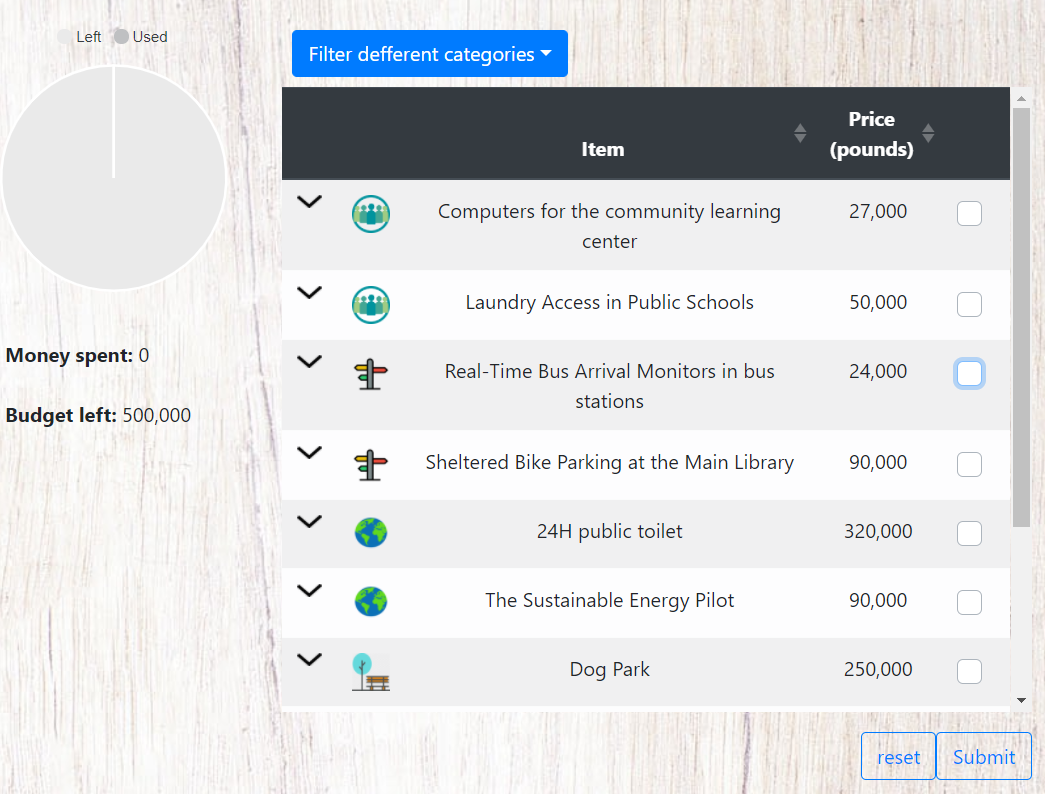 Left Used
Filter defferent categories
Item
Price
(pounds)
Computers for the community learning
center
27,000
Laundry Access in Public Schools
50,000
Real-Time Bus Arrival Monitors in bus
stations
24,000
Sheltered Bike Parking at the Main Library
90,000
24H public toilet
320,000
The Sustainable Energy Pilot
90,000
Dog Park
250,000
Money spent: 0
Budget left: 500,000
reset
Submit